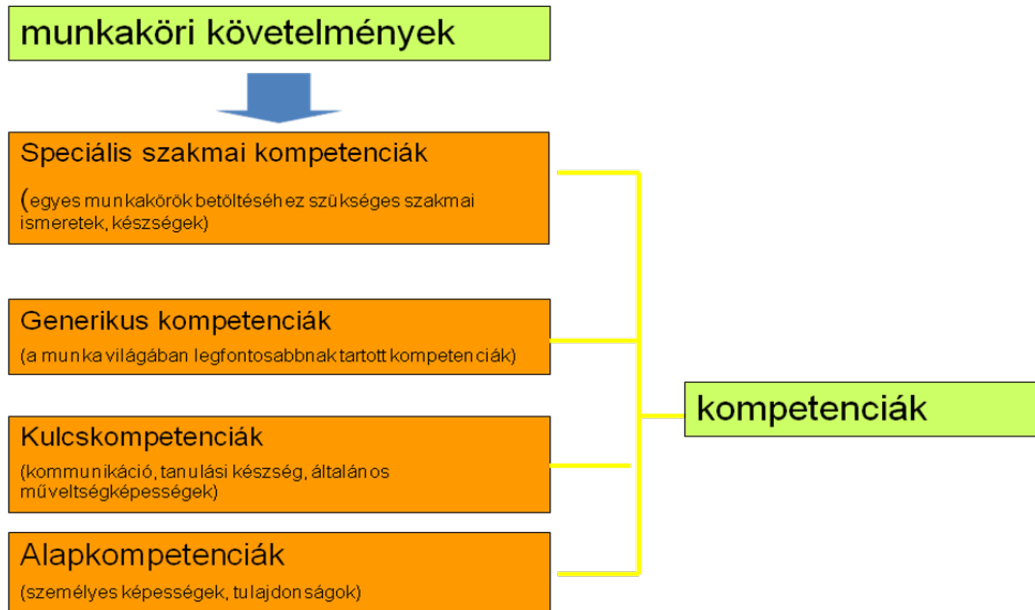 munkaköri követelmények
Speciális szakmai kompetenciák
(egyes munkakörök betöltéséhez szükséges szakmai
ismeretek, készségek)
Generikus kompetenciák
(a munka világában legfontosabbnak tartott kompetenciák)
kompetenciák
Kulcskompetenciák
(kommunikáció, tanulási készség, általános
műveltségképességek)
Alapkompetenciák
(személyes képességek, tulajdonságok)